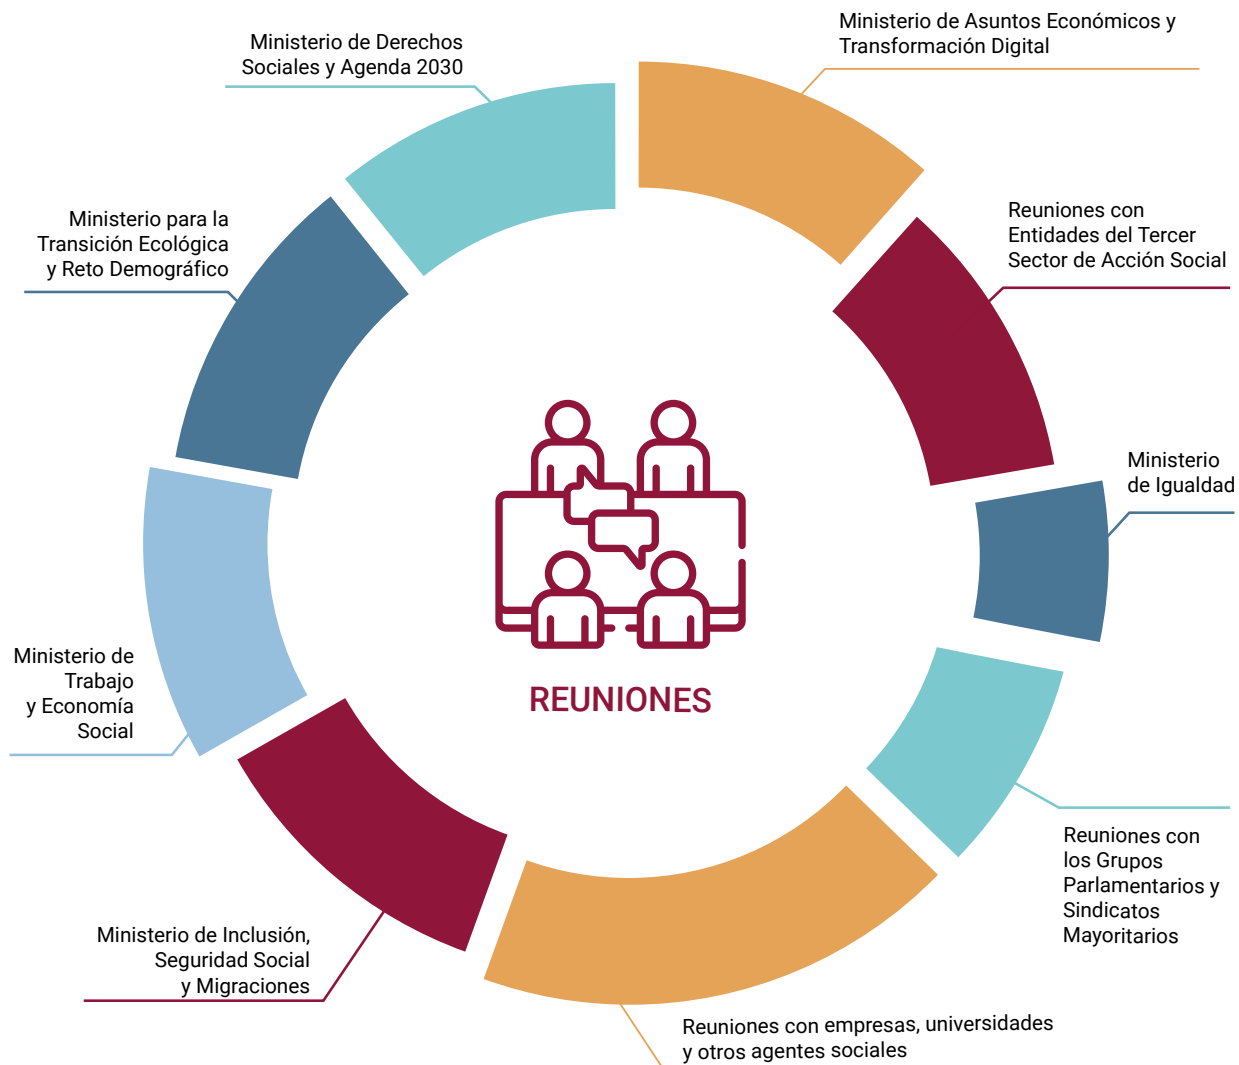 Ministerio de Asuntos Económicos y
Transformación Digital
Ministerio de Derechos
Sociales y Agenda 2030
Reuniones con
Entidades del Tercer
Sector de Acción Social
Ministerio para la
Transición Ecológica
y Reto Demográfico
Ministerio
de Igualdad
Ministerio de
Trabajo
y Economía
Social
REUNIONES
Reuniones con
los Grupos
Parlamentarios y
Sindicatos
Mayoritarios
Ministerio de Inclusión,
Seguridad Social
y Migraciones
Reuniones con empresas, universidades
y otros agentes sociales